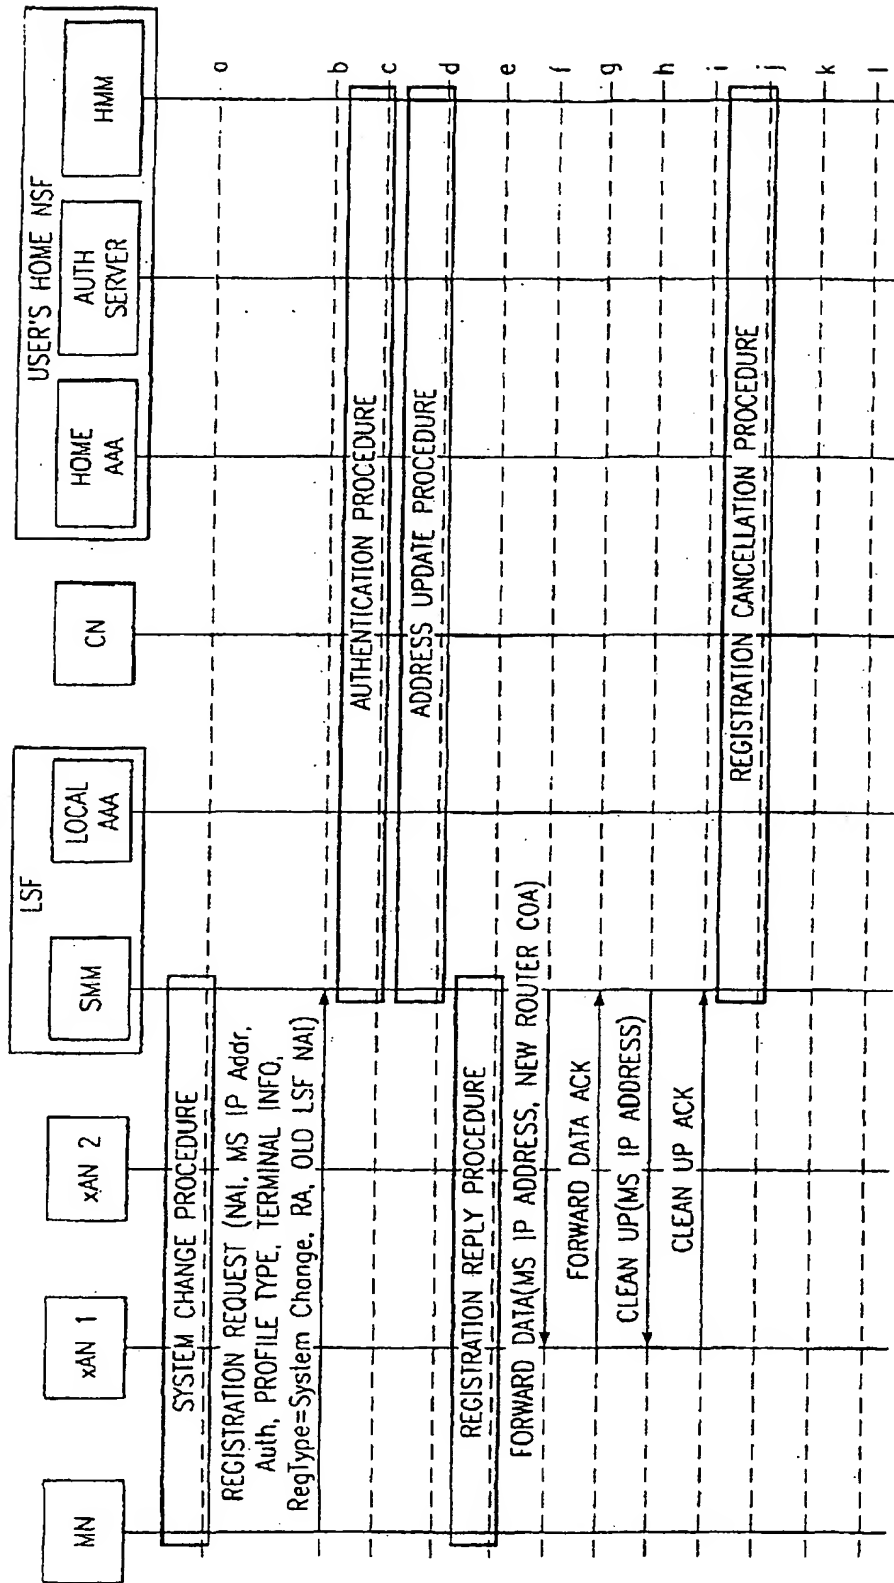 LSF
USER'S HOME NSF
MN
xAN 1
xAN 2
SMM
LOCAL
AAA
CN
HOME
AAA
AUTH
SERVER
HMM
SYSTEM CHANGE PROCEDURE
a
REGISTRATION REQUEST (NAI, MS IP Addr,
Auth, PROFILE TYPE, TERMINAL INFO,
RegType=System Change, RA, OLD LSF NAI)
b
AUTHENTICATION PROCEDURE
c
ADDRESS UPDATE PROCEDURE
d
REGISTRATION REPLY PROCEDURE
e
FORWARD DATA(MS IP ADDRESS, NEW ROUTER COA)
f
FORWARD DATA ACK
g
CLEAN UP(MS IP ADDRESS)
h
CLEAN UP ACK
i
REGISTRATION CANCELLATION PROCEDURE
j
k
l